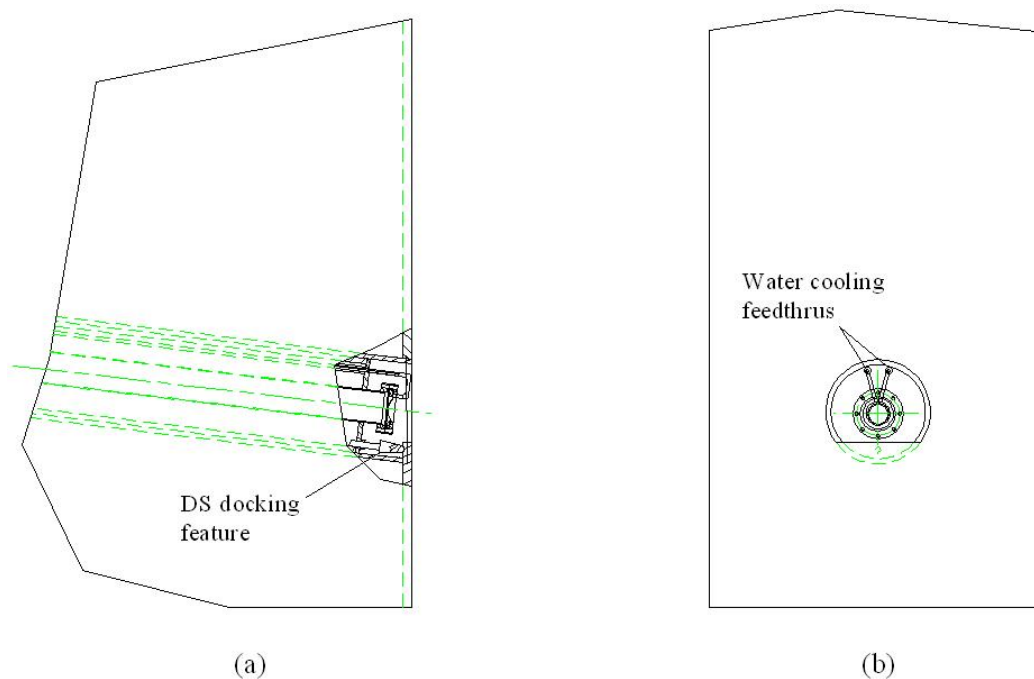 Water cooling
feedthrus
DS docking
feature
(a)
(b)